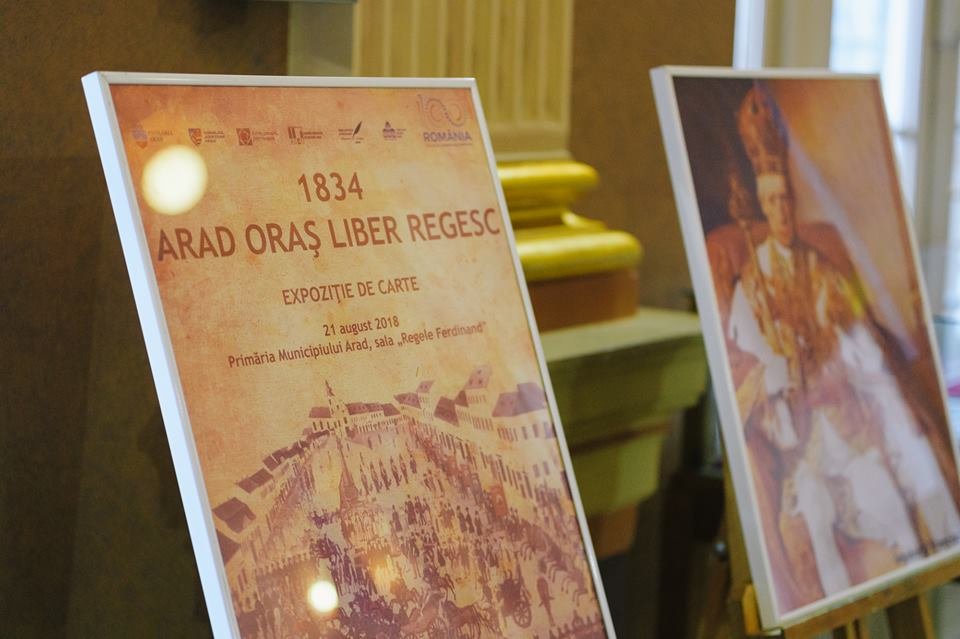 ROMÂNIA
1834
ARAD ORAŞ LIBER REGESC
EXPOZIŢIE DE CARTE
21 august 2018
Primăria Municipiului Arad, sala „Regele Ferdinand”